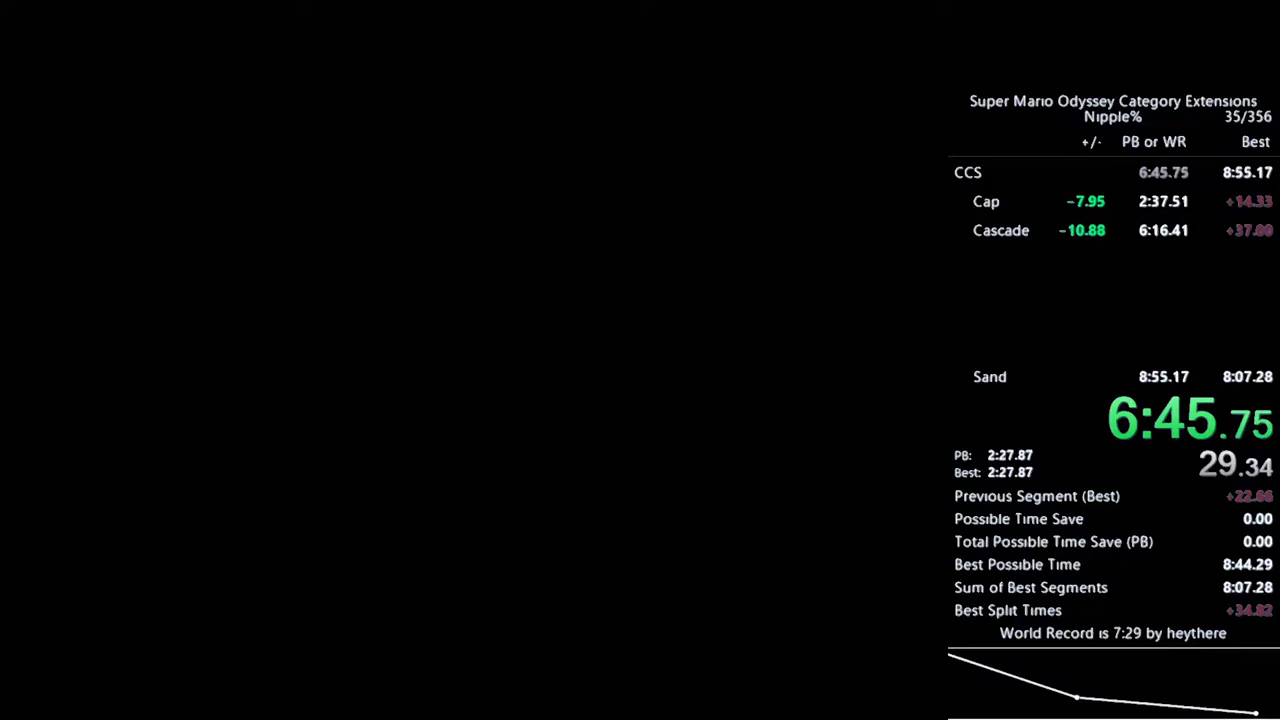 Super Mario Odyssey Category Extensions
Nipple% 35/356
+/- PB or WR Best
CCS 6:45.75 8:55.17
Cap -7.95 2:37.51 +14.33
Cascade -10.88 6:16.41 +37.00
Sand 8:55.17 8:07.28
6:45.75
PB: 2:27.87
29.34
Best: 2:27.87
Previous Segment (Best) +22.66
Possible Time Save 0.00
Total Possible Time Save (PB) 0.00
Best Possible Time 8:44.29
Sum of Best Segments 8:07.28
Best Split Times +34.82
World Record is 7:29 by heythere